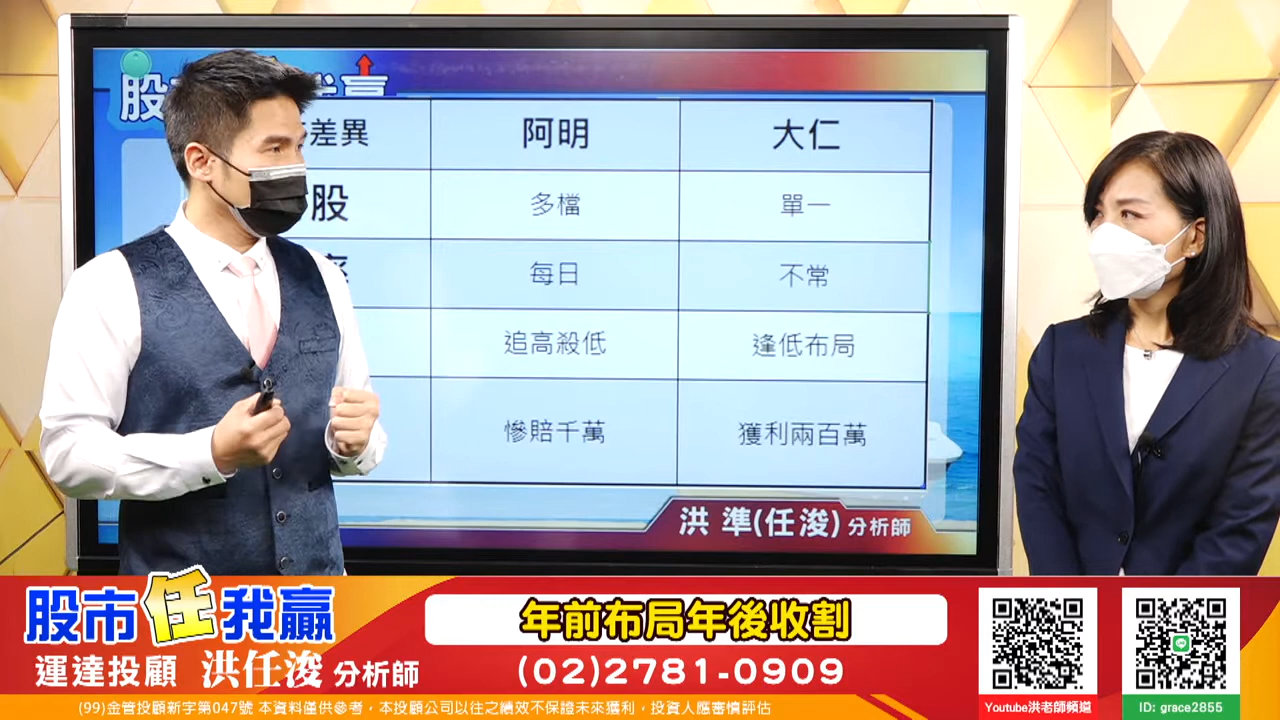 股
差異 阿明 大仁
股 多檔 單一
每日 不常
追高殺低 逢低布局
慘賠千萬 獲利兩百萬
洪 準(任浚)分析師
股市任我贏
運達投顧 洪任浚 分析師
年前布局年後收割
(02)2781-0909
Youtube洪老師頻道
ID: grace2855
(99)金管投顧新字第047號 本資料僅供參考，本投顧公司以往之績效不保證未來獲利，投資人應審慎評估